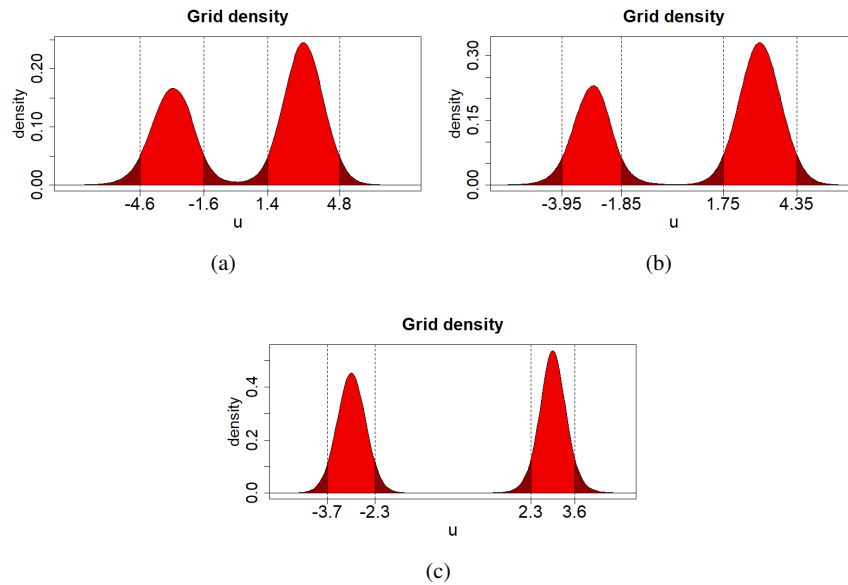 Grid density
density
0.00 0.10 0.20
-4.6 -1.6 1.4 4.8
u
(a)
Grid density
density
0.00 0.15 0.30
-3.95 -1.85 1.75 4.35
u
(b)
Grid density
density
0.0 0.2 0.4
-3.7 -2.3 2.3 3.6
u
(c)